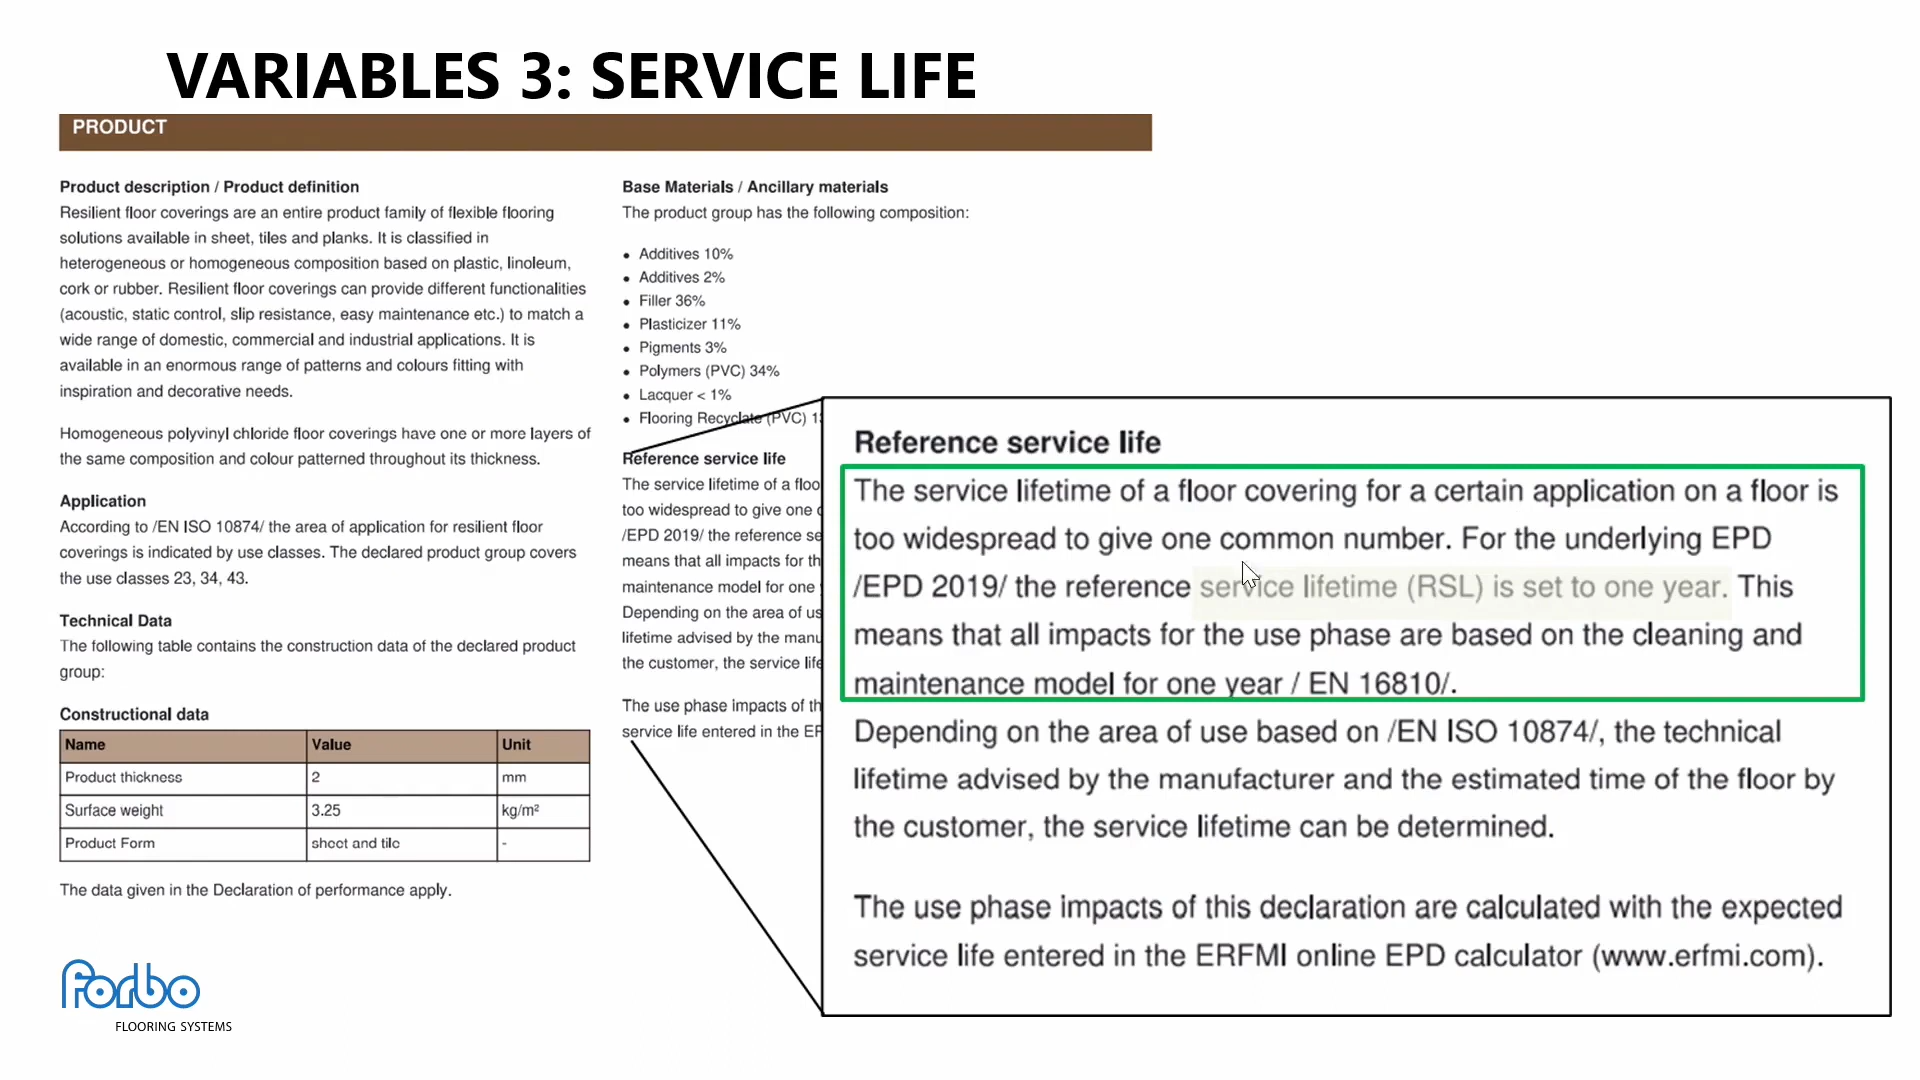 VARIABLES 3: SERVICE LIFE
PRODUCT
Product description / Product definition
Resilient floor coverings are an entire product family of flexible flooring
solutions available in sheet, tiles and planks. It is classified in
heterogeneous or homogeneous composition based on plastic, linoleum,
cork or rubber. Resilient floor coverings can provide different functionalities
(acoustic, static control, slip resistance, easy maintenance etc.) to match a
wide range of domestic, commercial and industrial applications. It is
available in an enormous range of patterns and colours fitting with
inspiration and decorative needs.
Homogeneous polyvinyl chloride floor coverings have one or more layers of
the same composition and colour patterned throughout its thickness.
Application
According to /EN ISO 10874/ the area of application for resilient floor
coverings is indicated by use classes. The declared product group covers
the use classes 23, 34, 43.
Technical Data
The following table contains the construction data of the declared product
group:
Constructional data
Name Value Unit
Product thickness 2 mm
Surface weight 3.25 kg/m²
Product Form sheet and tile -
The data given in the Declaration of performance apply.
Base Materials / Ancillary materials
The product group has the following composition:
• Additives 10%
• Additives 2%
• Filler 36%
• Plasticizer 11%
• Pigments 3%
• Polymers (PVC) 34%
• Lacquer < 1%
• Flooring Recyclate (PVC)
Reference service life
The service lifetime of a
too widespread to give one
/EPD 2019/ the reference
means that all impacts for
maintenance model for one
Depending on the area of
lifetime advised by the
the customer, the service
The use phase impacts of
service life entered in the
Reference service life
The service lifetime of a floor covering for a certain application on a floor is
too widespread to give one common number. For the underlying EPD
/EPD 2019/ the reference service lifetime (RSL) is set to one year. This
means that all impacts for the use phase are based on the cleaning and
maintenance model for one year / EN 16810/.
Depending on the area of use based on /EN ISO 10874/, the technical
lifetime advised by the manufacturer and the estimated time of the floor by
the customer, the service lifetime can be determined.
The use phase impacts of this declaration are calculated with the expected
service life entered in the ERFMI online EPD calculator (www.erfmi.com).
forbo
FLOORING SYSTEMS